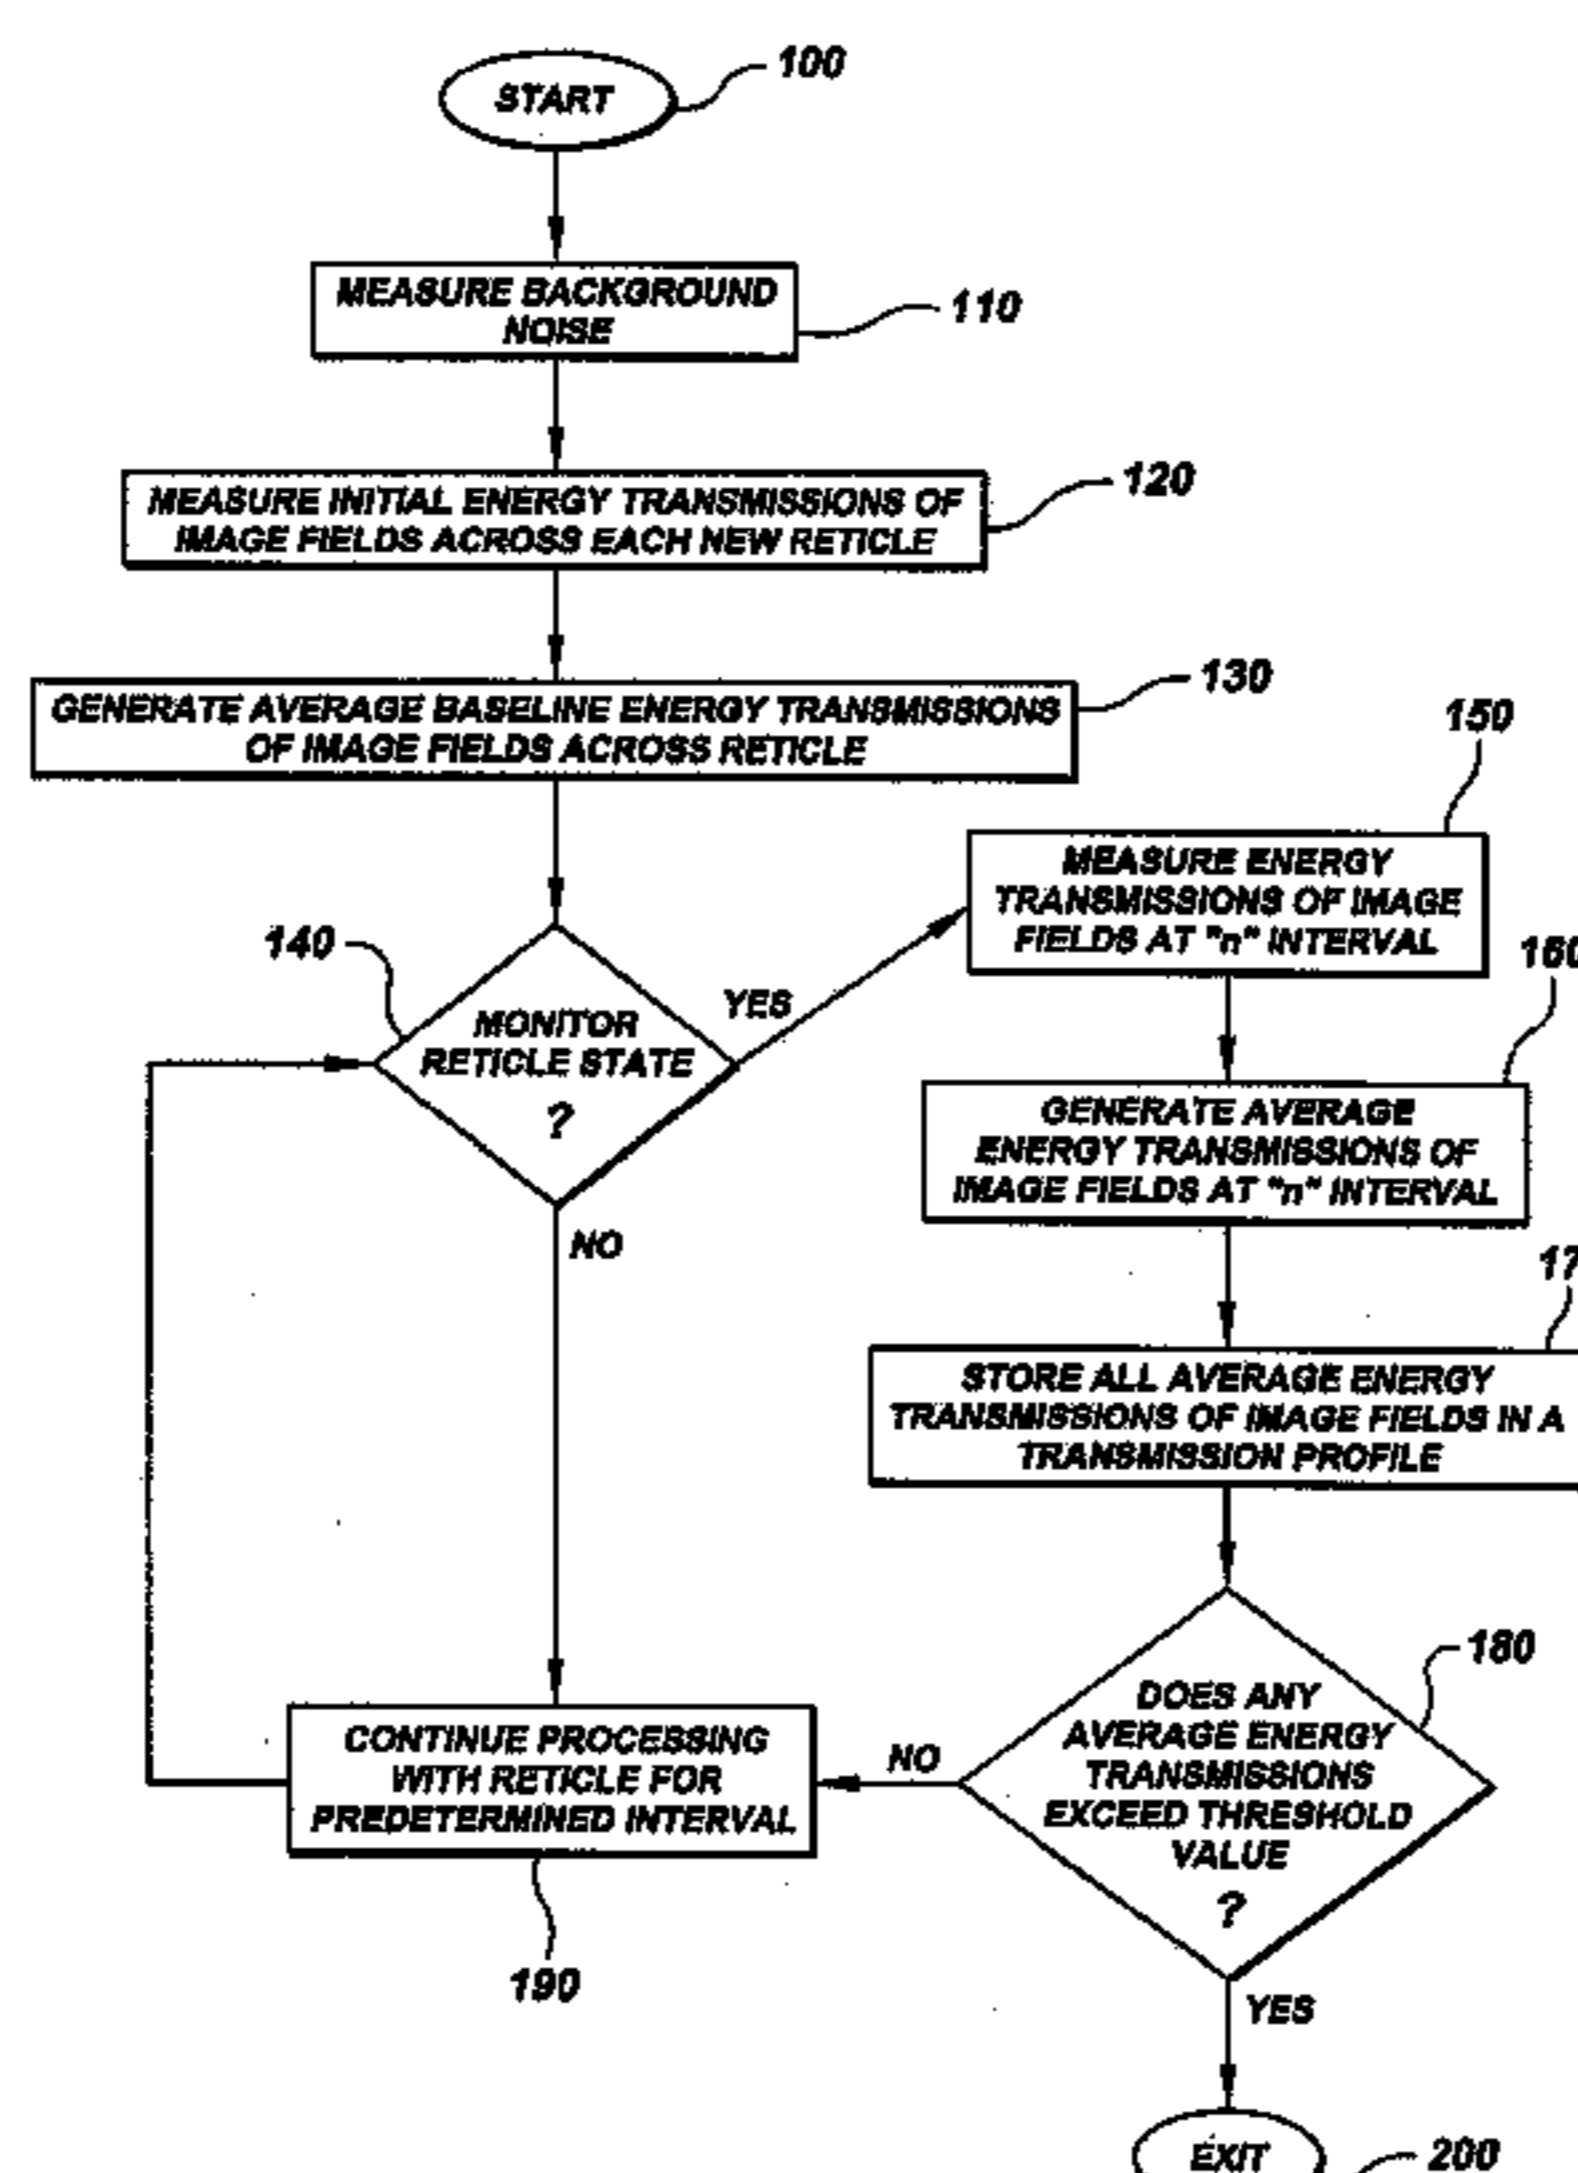 START
100
MEASURE BACKGROUND
NOISE
110
MEASURE INITIAL ENERGY TRANSMISSIONS OF
IMAGE FIELDS ACROSS EACH NEW RETICLE
120
GENERATE AVERAGE BASELINE ENERGY TRANSMISSIONS
OF IMAGE FIELDS ACROSS RETICLE
130
140
MONITOR
RETICLE STATE
?
YES
NO
150
MEASURE ENERGY
TRANSMISSIONS OF IMAGE
FIELDS AT "n" INTERVAL
160
GENERATE AVERAGE
ENERGY TRANSMISSIONS OF
IMAGE FIELDS AT "n" INTERVAL
STORE ALL AVERAGE ENERGY
TRANSMISSIONS OF IMAGE FIELDS IN A
TRANSMISSION PROFILE
180
DOES ANY
AVERAGE ENERGY
TRANSMISSIONS
EXCEED THRESHOLD
VALUE
?
NO
CONTINUE PROCESSING
WITH RETICLE FOR
PREDETERMINED INTERVAL
190
YES
EXIT
200